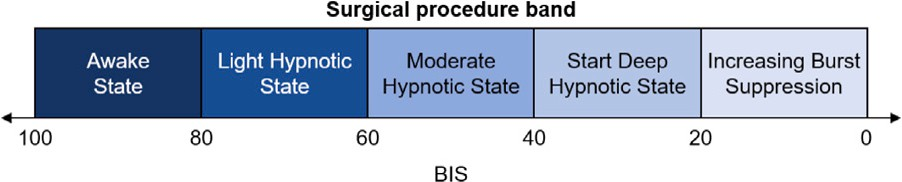 Surgical procedure band
Awake
State
Light Hypnotic
State
Moderate
Hypnotic State
Start Deep
Hypnotic State
Increasing Burst
Suppression
100 80 60 40 20 0
BIS